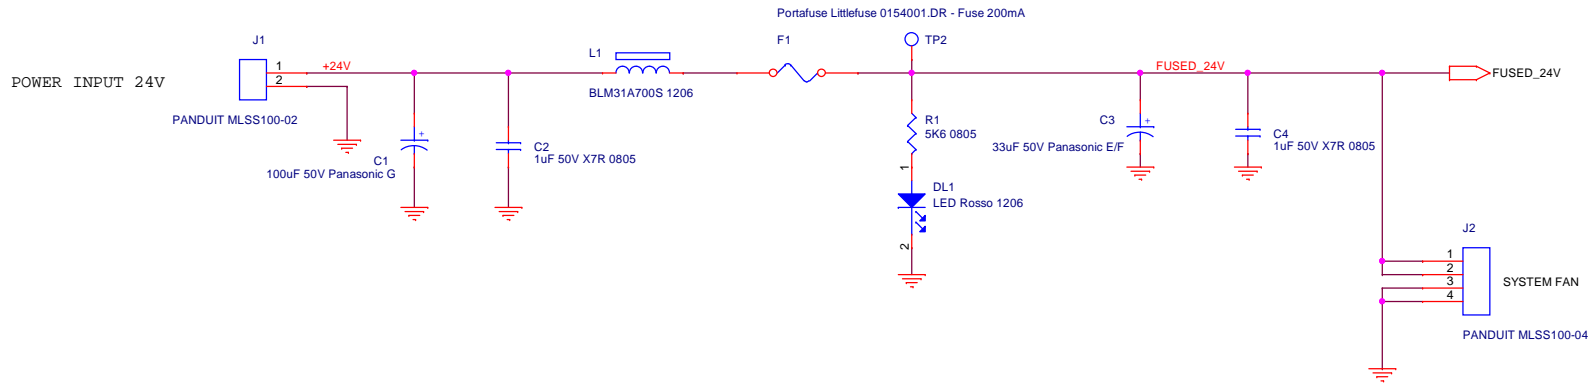 Portafuse Littlefuse 0154001.DR - Fuse 200mA
J1
L1
F1
TP2
POWER INPUT 24V
1
2
+24V
FUSED_24V
FUSED_24V
BLM31A700S 1206
PANDUIT MLSS100-02
C1
100uF 50V Panasonic G
+
C2
1uF 50V X7R 0805
R1
5K6 0805
1
DL1
LED Rosso 1206
2
C3
33uF 50V Panasonic E/F
+
C4
1uF 50V X7R 0805
J2
1
2
3
4
SYSTEM FAN
PANDUIT MLSS100-04